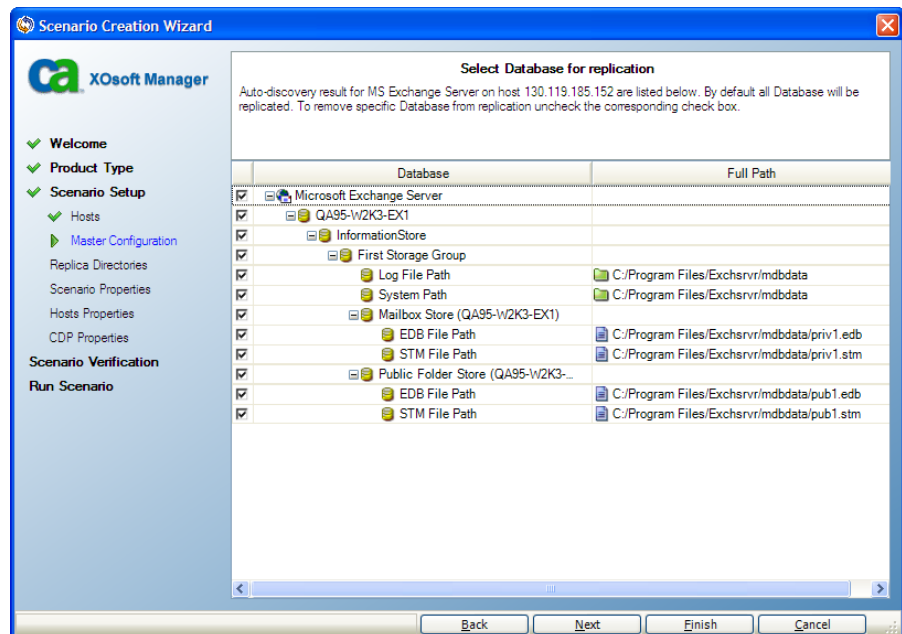 Scenario Creation Wizard
ca XOsoft Manager
Welcome
Product Type
Scenario Setup
Hosts
Master Configuration
Replica Directories
Scenario Properties
Hosts Properties
CDP Properties
Scenario Verification
Run Scenario
Select Database for replication
Auto-discovery result for MS Exchange Server on host 130.119.185.152 are listed below. By default all Database will be
replicated. To remove specific Database from replication uncheck the corresponding check box.
Database Full Path
Microsoft Exchange Server
QA95-W2K3-EX1
InformationStore
First Storage Group
Log File Path C:/Program Files/Exchsrvr/mdbdata
System Path C:/Program Files/Exchsrvr/mdbdata
Mailbox Store (QA95-W2K3-EX1)
EDB File Path C:/Program Files/Exchsrvr/mdbdata/priv1.edb
STM File Path C:/Program Files/Exchsrvr/mdbdata/priv1.stm
Public Folder Store (QA95-W2K3-...
EDB File Path C:/Program Files/Exchsrvr/mdbdata/pub1.edb
STM File Path C:/Program Files/Exchsrvr/mdbdata/pub1.stm
Back Next Finish Cancel